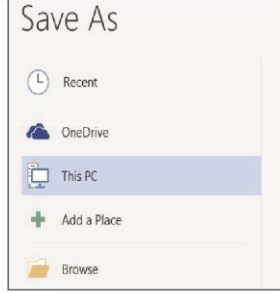 Save As
Recent
OneDrive
This PC
Add a Place
Browse